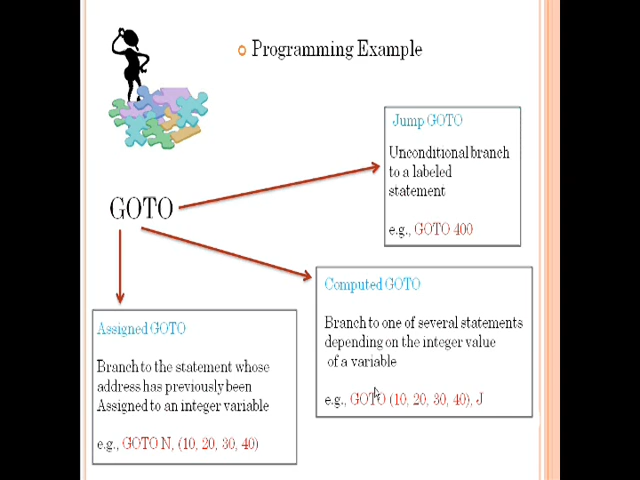 Programming Example
Jump GOTO
Unconditional branch
to a labeled
statement
e.g., GOTO 400
GOTO
Computed GOTO
Branch to one of several statements
depending on the integer value
of a variable
e.g., GOTO (10, 20, 30, 40), J
Assigned GOTO
Branch to the statement whose
address has previously been
Assigned to an integer variable
e.g., GOTO N, (10, 20, 30, 40)